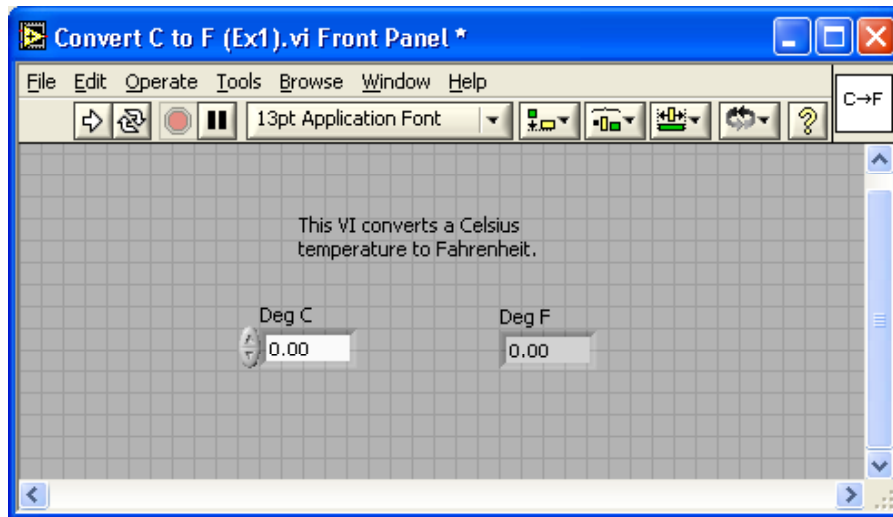 Convert C to F (Ex1).vi Front Panel *
File Edit Operate Tools Browse Window Help
13pt Application Font
C→F
This VI converts a Celsius
temperature to Fahrenheit.
Deg C
Deg F
0.00
0.00